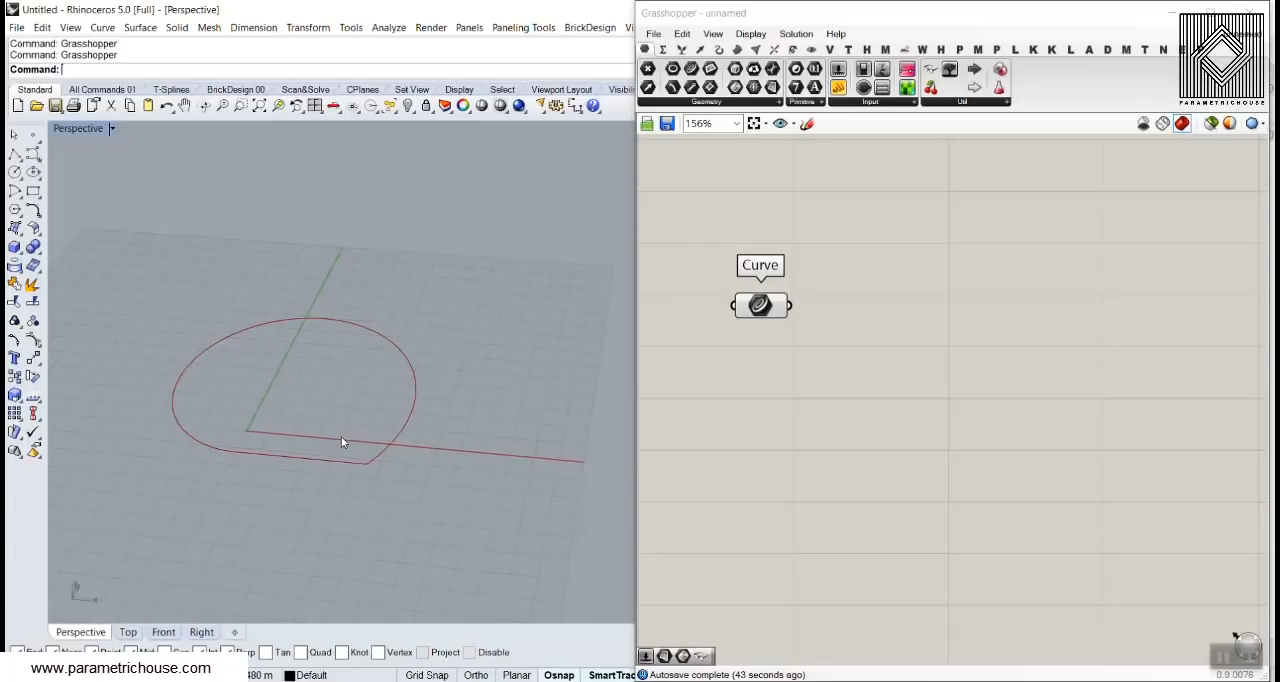 Untitled - Rhinoceros 5.0 [Full] - [Perspective]
File Edit View Curve Surface Solid Mesh Dimension Transform Tools Analyze Render Panels Paneling Tools BrickDesign
Command: Grasshopper
Command: Grasshopper
Command:
Standard All Commands 01 T-Splines BrickDesign 00 Scan&Solve CPlanes Set View Display Select Viewport Layout
Perspective
Perspective Top Front Right
Tan Quad Knot Vertex Project Disable
www.parametrichouse.com
Default Grid Snap Ortho Planar Osnap
Grasshopper - unnamed
File Edit View Display Solution Help
V T H M W H P M P L K K L A D M T N E
Geometry Primitive Input Util
156%
PARAMETRICHOUSE
Curve
Autosave complete (43 seconds ago)
0.9.0076